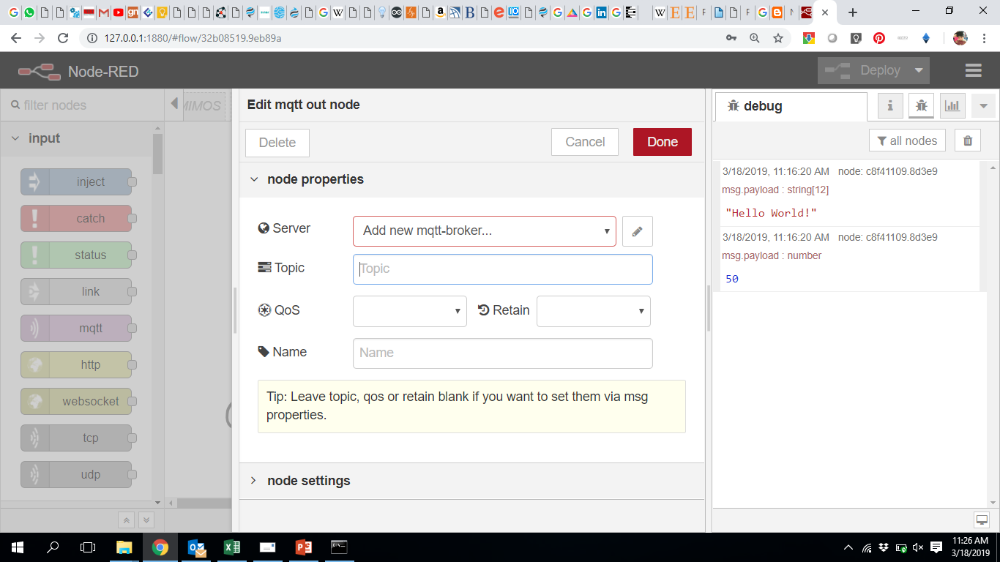 127.0.0.1:1880/#flow/32b08519.9eb89a
Node-RED
Deploy
filter nodes
MIMOS
input
inject
catch
status
link
mqtt
http
websocket
tcp
udp
Edit mqtt out node
Delete
Cancel
Done
node properties
Server
Add new mqtt-broker...
Topic
Topic
QoS
Retain
Name
Name
Tip: Leave topic, qos or retain blank if you want to set them via msg
properties.
node settings
debug
all nodes
3/18/2019, 11:16:20 AM node: c8f41109.8d3e9
msg.payload : string[12]
"Hello World!"
3/18/2019, 11:16:20 AM node: c8f41109.8d3e9
msg.payload : number
50
11:26 AM
3/18/2019